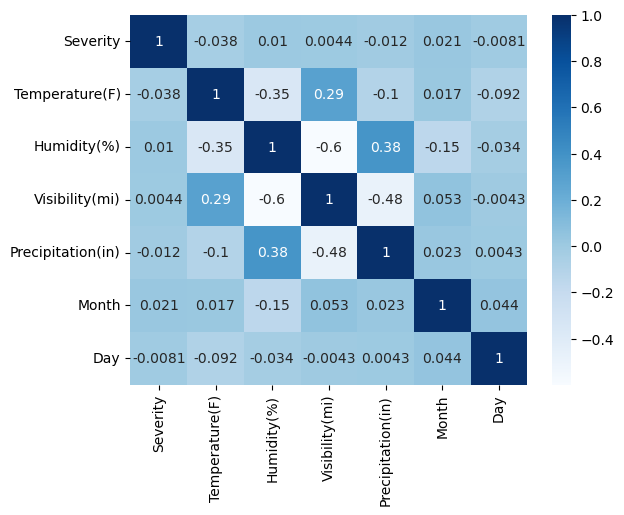 Severity 1 -0.038 0.01 0.0044 -0.012 0.021 -0.0081
Temperature(F) -0.038 1 -0.35 0.29 -0.1 0.017 -0.092
Humidity(%) 0.01 -0.35 1 -0.6 0.38 -0.15 -0.034
Visibility(mi) 0.0044 0.29 -0.6 1 -0.48 0.053 -0.0043
Precipitation(in) -0.012 -0.1 0.38 -0.48 1 0.023 0.0043
Month 0.021 0.017 -0.15 0.053 0.023 1 0.044
Day -0.0081 -0.092 -0.034 -0.0043 0.0043 0.044 1
Severity
Temperature(F)
Humidity(%)
Visibility(mi)
Precipitation(in)
Month
Day
1.0
0.8
0.6
0.4
0.2
0.0
−0.2
−0.4